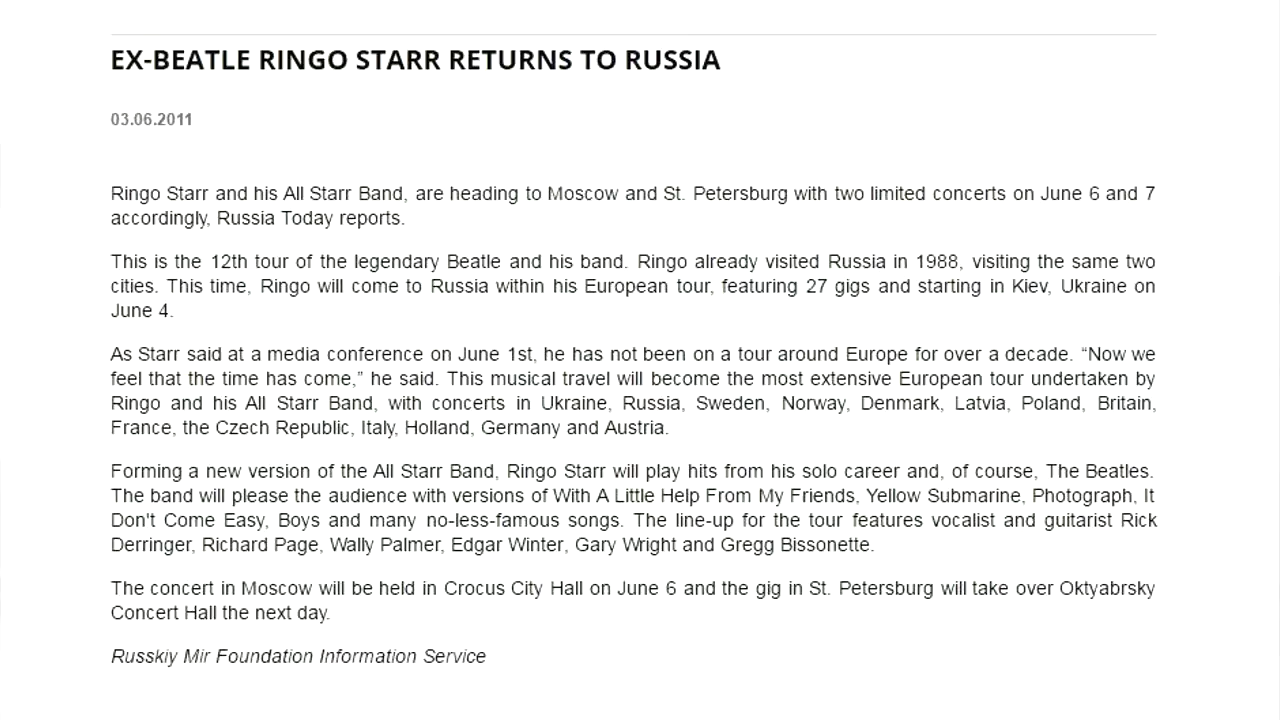 EX-BEATLE RINGO STARR RETURNS TO RUSSIA
03.06.2011
Ringo Starr and his All Starr Band, are heading to Moscow and St. Petersburg with two limited concerts on June 6 and 7
accordingly, Russia Today reports.
This is the 12th tour of the legendary Beatle and his band. Ringo already visited Russia in 1988, visiting the same two
cities. This time, Ringo will come to Russia within his European tour, featuring 27 gigs and starting in Kiev, Ukraine on
June 4.
As Starr said at a media conference on June 1st, he has not been on a tour around Europe for over a decade. “Now we
feel that the time has come,” he said. This musical travel will become the most extensive European tour undertaken by
Ringo and his All Starr Band, with concerts in Ukraine, Russia, Sweden, Norway, Denmark, Latvia, Poland, Britain,
France, the Czech Republic, Italy, Holland, Germany and Austria.
Forming a new version of the All Starr Band, Ringo Starr will play hits from his solo career and, of course, The Beatles.
The band will please the audience with versions of With A Little Help From My Friends, Yellow Submarine, Photograph, It
Don't Come Easy, Boys and many no-less-famous songs. The line-up for the tour features vocalist and guitarist Rick
Derringer, Richard Page, Wally Palmer, Edgar Winter, Gary Wright and Gregg Bissonette.
The concert in Moscow will be held in Crocus City Hall on June 6 and the gig in St. Petersburg will take over Oktyabrsky
Concert Hall the next day.
Russkiy Mir Foundation Information Service